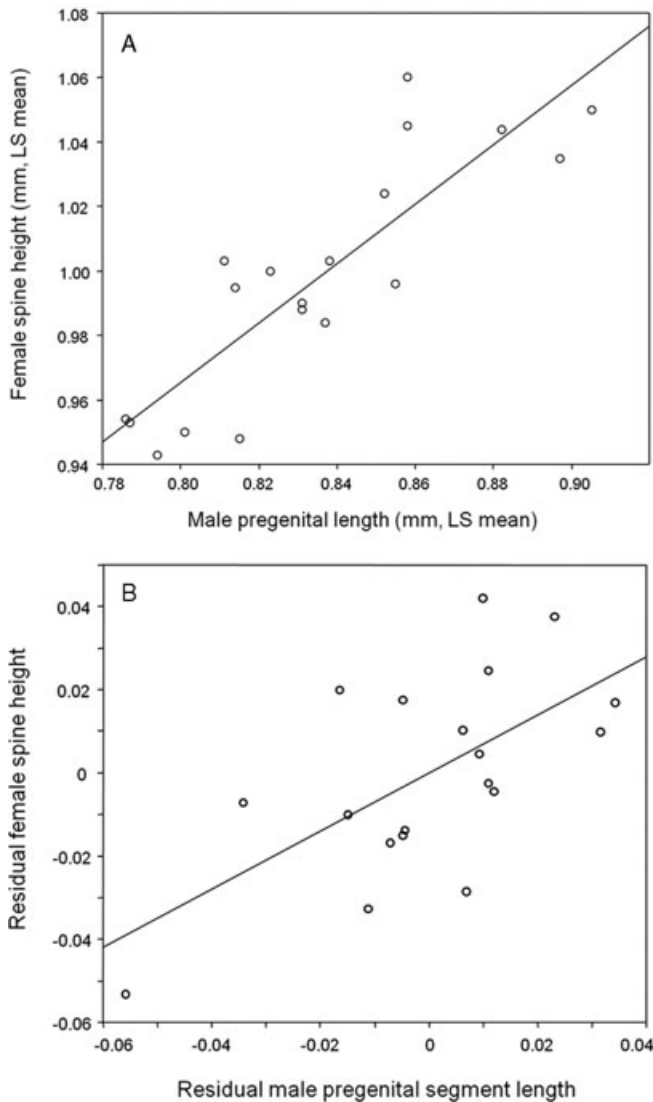 A
1.08
1.06
1.04
1.02
1.00
0.98
0.96
0.94
Female spine height (mm, LS mean)
0.78 0.80 0.82 0.84 0.86 0.88 0.90
Male pregenital length (mm, LS mean)
B
0.04
0.02
0
-0.02
-0.04
-0.06
Residual female spine height
-0.06 -0.02 0 0.02 0.04
Residual male pregenital segment length